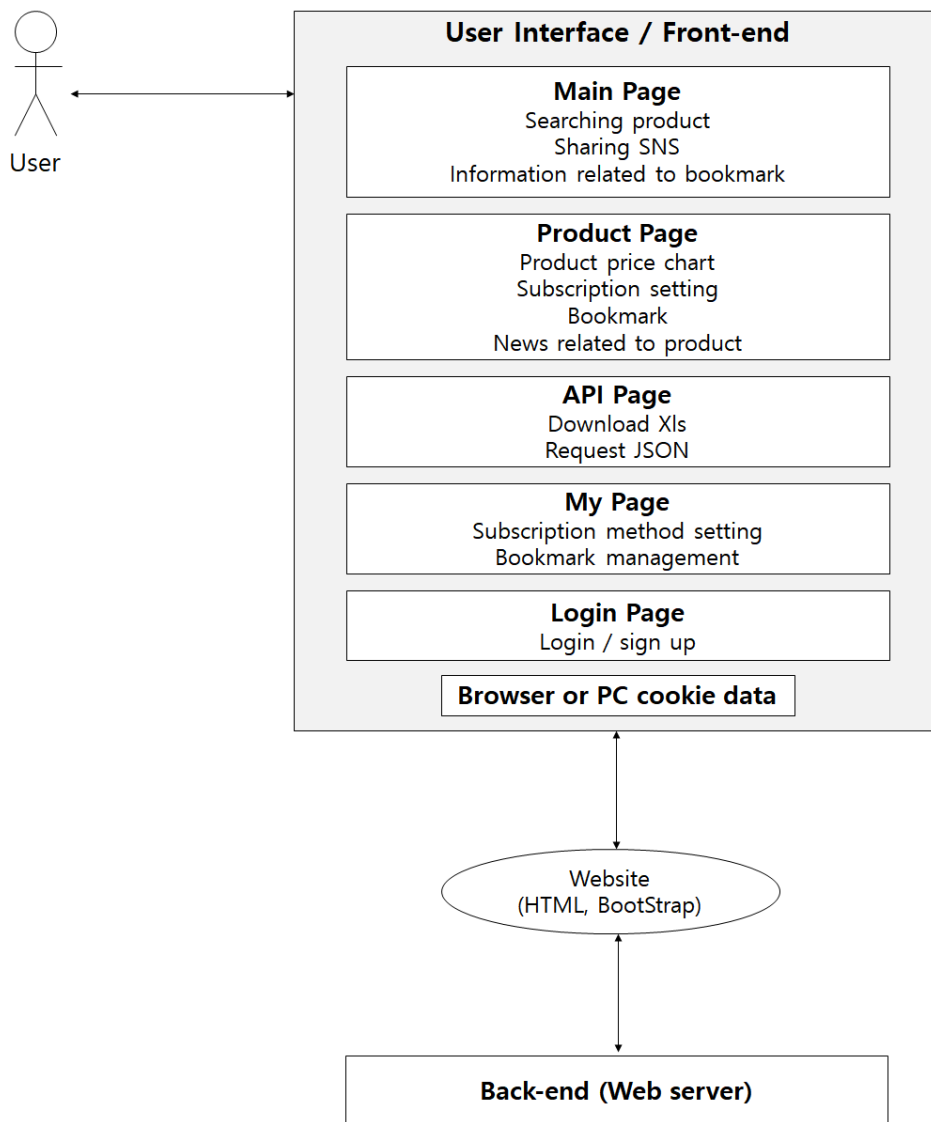 User Interface / Front-end
Main Page
Searching product
Sharing SNS
Information related to bookmark
User
Product Page
Product price chart
Subscription setting
Bookmark
News related to product
API Page
Download Xls
Request JSON
My Page
Subscription method setting
Bookmark management
Login Page
Login / sign up
Browser or PC cookie data
Website
(HTML, BootStrap)
Back-end (Web server)